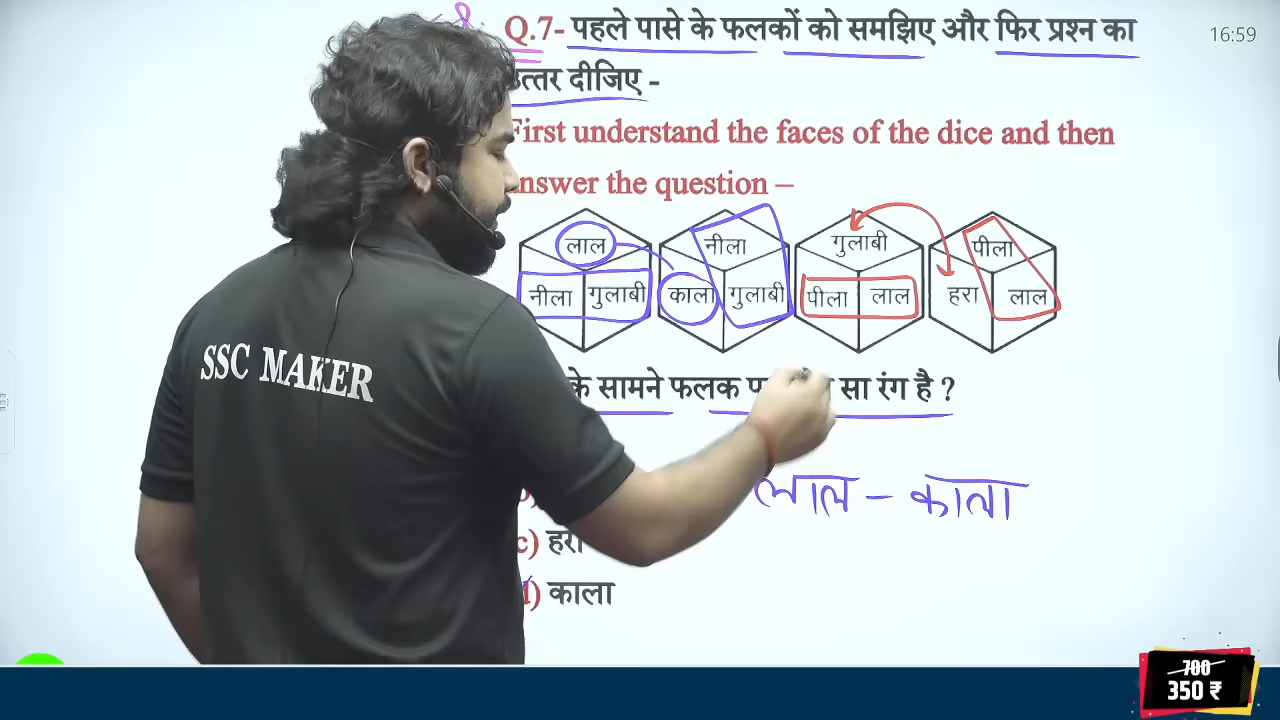 Q.7- पहले पासे के फलकों को समझिए और फिर प्रश्न का
उत्तर दीजिए -
16:59
First understand the faces of the dice and then
answer the question –
लाल
नीला गुलाबी
नीला
काला गुलाबी
गुलाबी
पीला लाल
पीला
हरा लाल
के सामने फलक सा रंग है ?
लाल - काला
c) हरा
d) काला
SSC MAKER
700
350 ₹